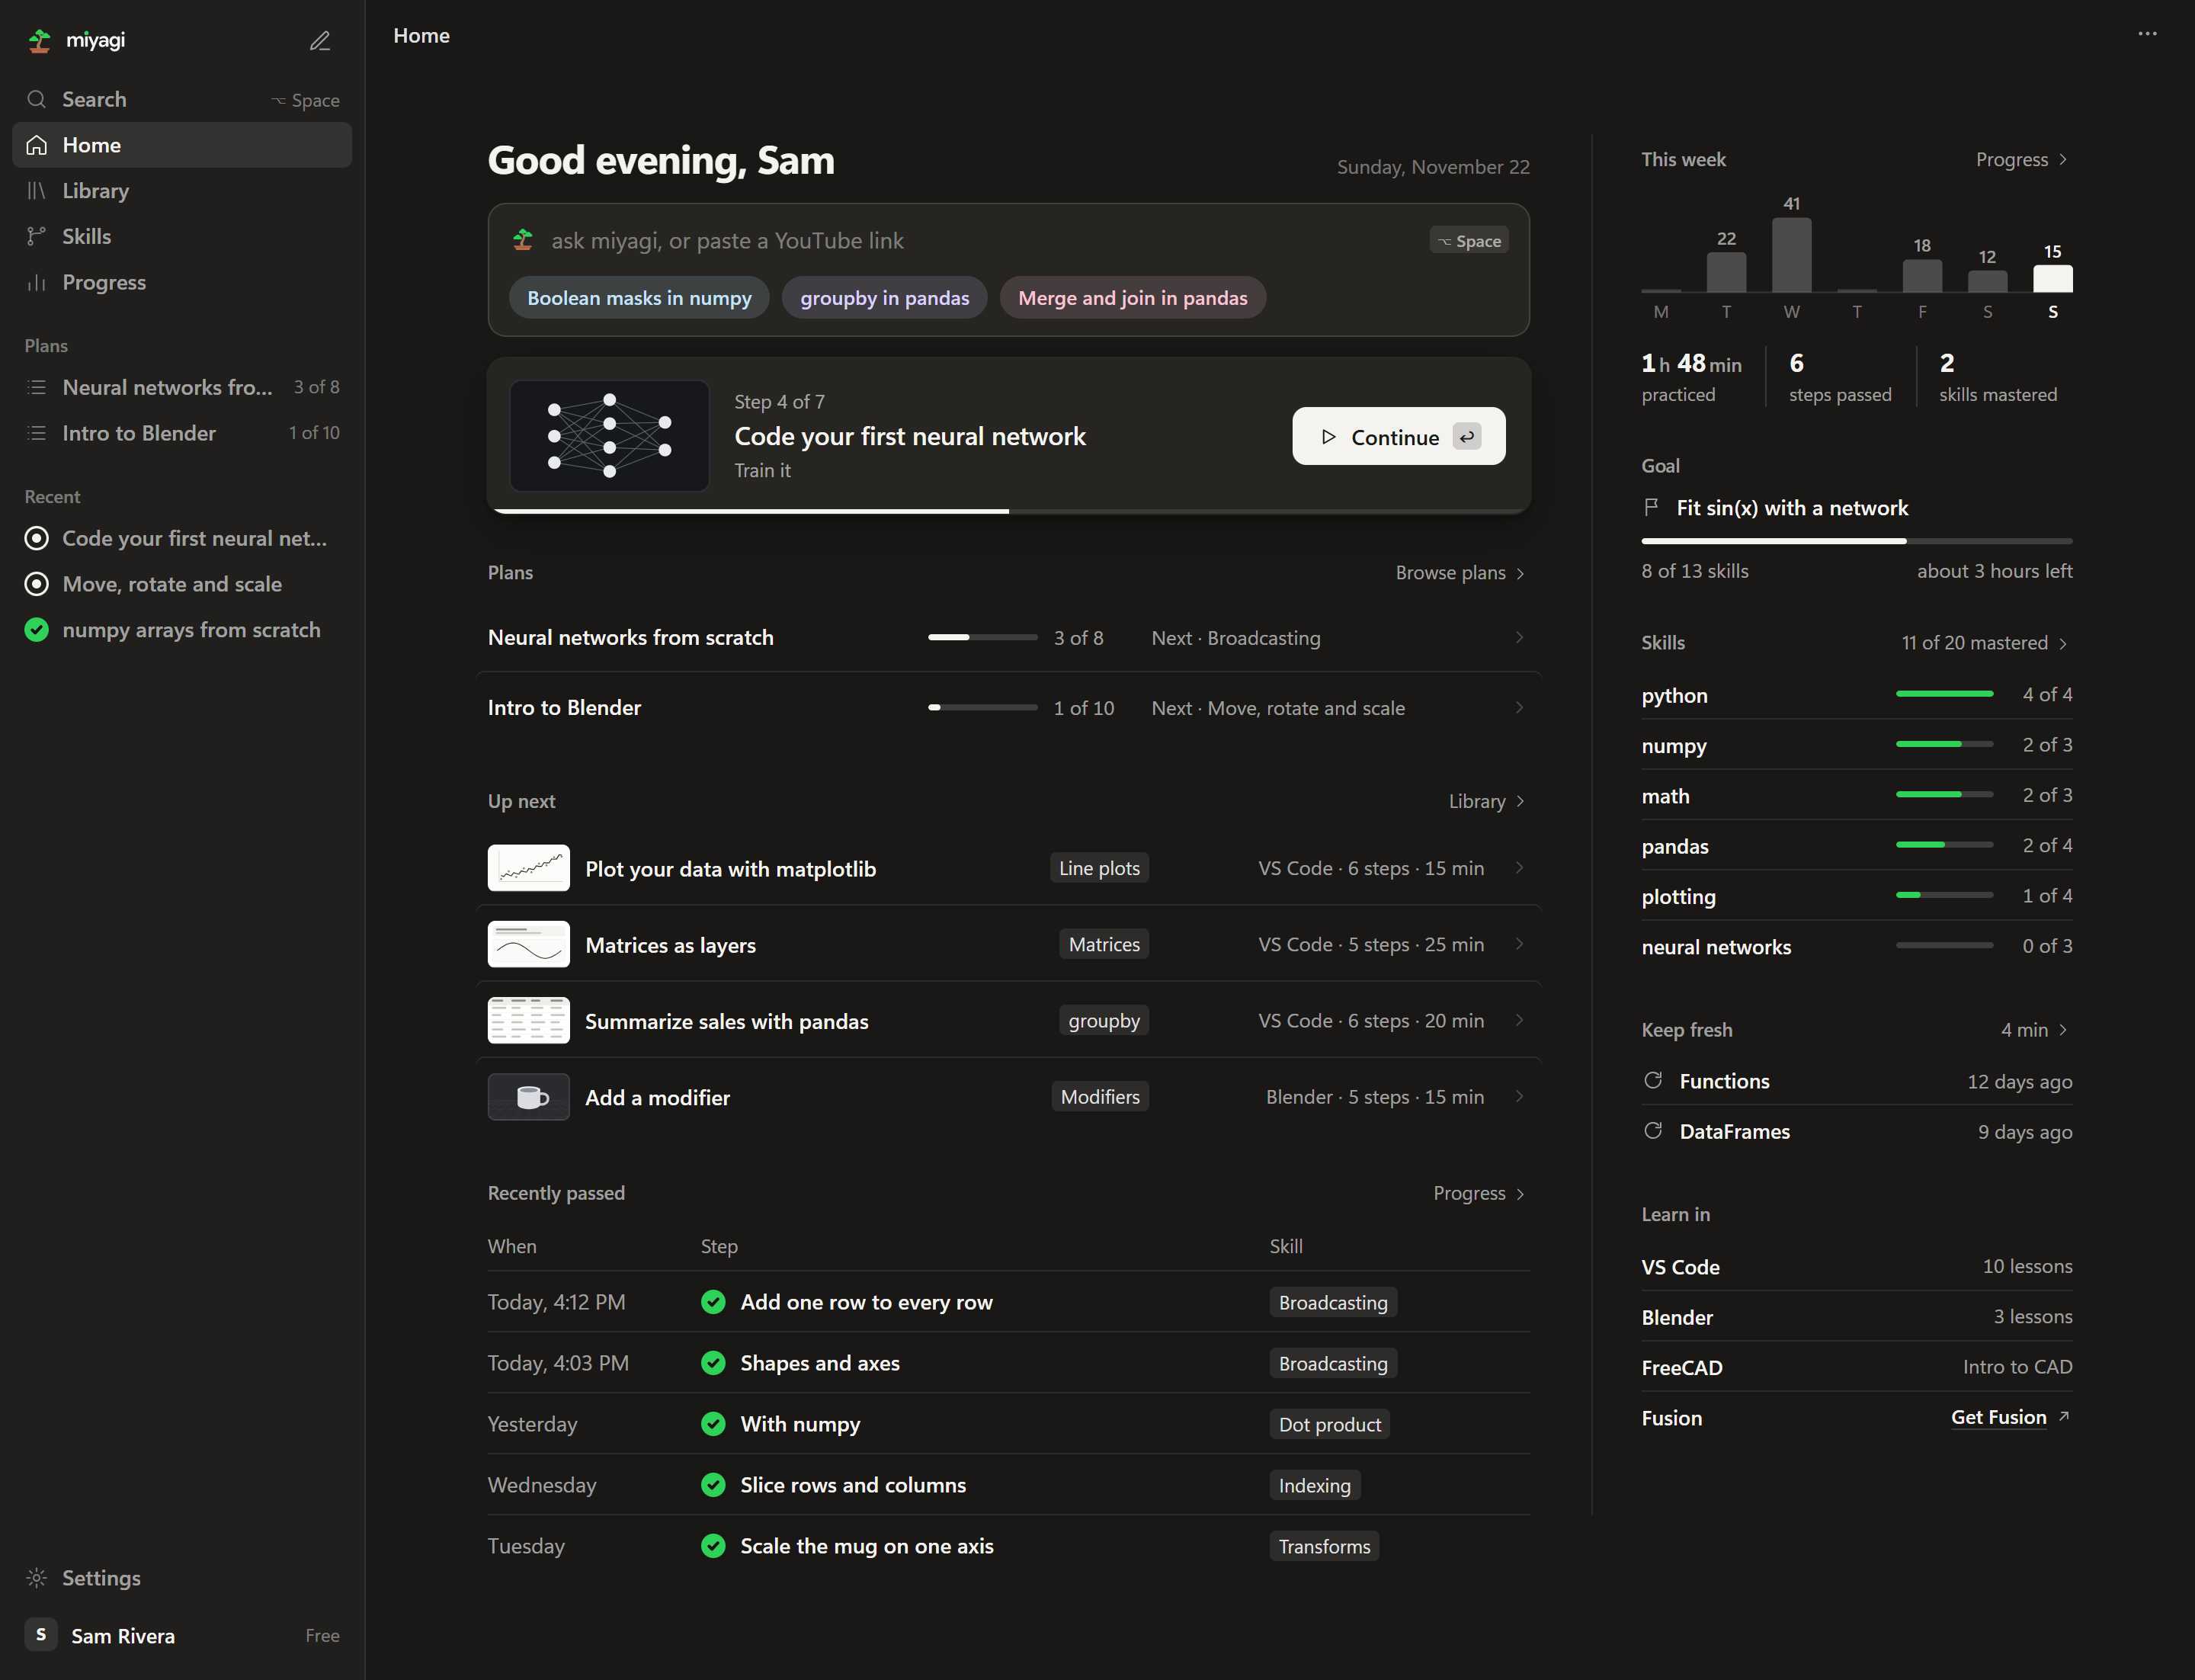 miyagi
Search ⌥ Space
Home
Library
Skills
Progress
Plans
Neural networks fro... 3 of 8
Intro to Blender 1 of 10
Recent
Code your first neural net...
Move, rotate and scale
numpy arrays from scratch
Settings
S Sam Rivera Free
Home
Good evening, Sam
Sunday, November 22
ask miyagi, or paste a YouTube link ⌥ Space
Boolean masks in numpy groupby in pandas Merge and join in pandas
Step 4 of 7
Code your first neural network
Train it
Continue
Plans Browse plans
Neural networks from scratch 3 of 8 Next · Broadcasting
Intro to Blender 1 of 10 Next · Move, rotate and scale
Up next Library
Plot your data with matplotlib Line plots VS Code · 6 steps · 15 min
Matrices as layers Matrices VS Code · 5 steps · 25 min
Summarize sales with pandas groupby VS Code · 6 steps · 20 min
Add a modifier Modifiers Blender · 5 steps · 15 min
Recently passed Progress
When Step Skill
Today, 4:12 PM Add one row to every row Broadcasting
Today, 4:03 PM Shapes and axes Broadcasting
Yesterday With numpy Dot product
Wednesday Slice rows and columns Indexing
Tuesday Scale the mug on one axis Transforms
This week Progress
22 41 18 12 15
M T W T F S S
1 h 48 min 6 2
practiced steps passed skills mastered
Goal
Fit sin(x) with a network
8 of 13 skills about 3 hours left
Skills 11 of 20 mastered
python 4 of 4
numpy 2 of 3
math 2 of 3
pandas 2 of 4
plotting 1 of 4
neural networks 0 of 3
Keep fresh 4 min
Functions 12 days ago
DataFrames 9 days ago
Learn in
VS Code 10 lessons
Blender 3 lessons
FreeCAD Intro to CAD
Fusion Get Fusion